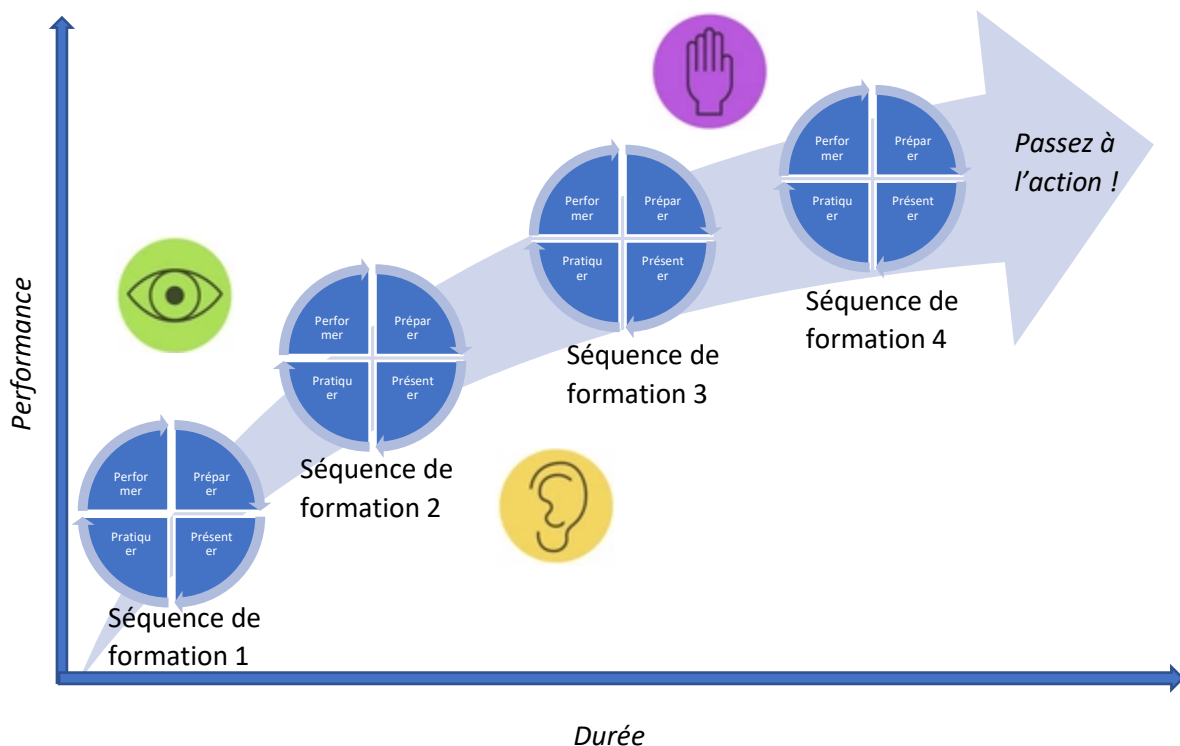 Performance
Perfor
mer
Prépar
er
Pratiqu
er
Présent
er
Séquence de
formation 1
Perfor
mer
Prépar
er
Pratiqu
er
Présent
er
Séquence de
formation 2
Perfor
mer
Prépar
er
Pratiqu
er
Présent
er
Séquence de
formation 3
Perfor
mer
Prépar
er
Pratiqu
er
Présent
er
Séquence de
formation 4
Passez à
l’action !
Durée